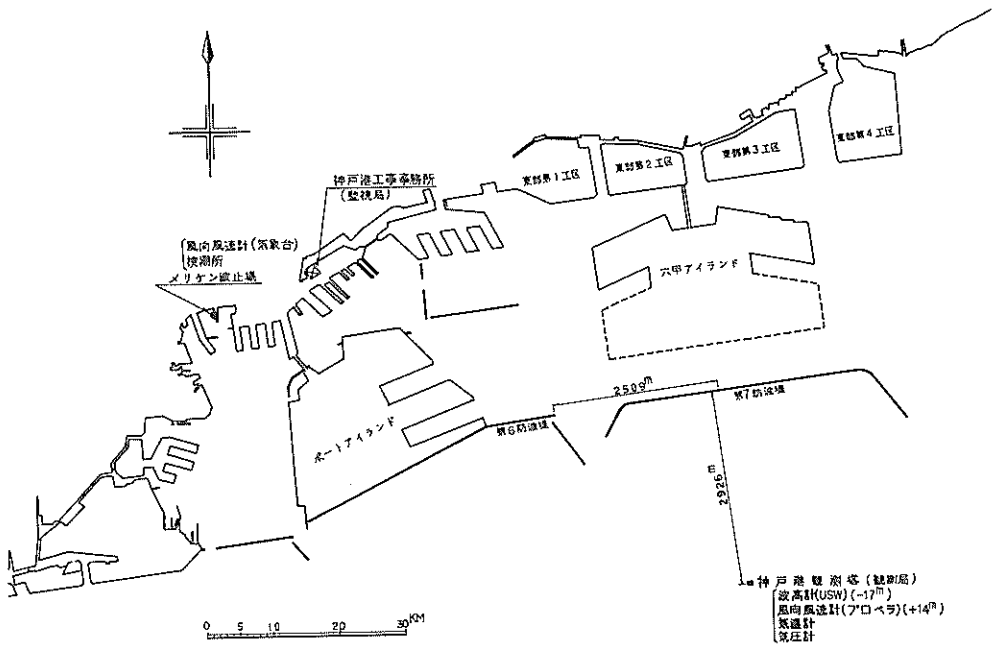 東部第4工区
東部第3工区
東部第2工区
東部第1工区
神戸港工事事務所
(監視局)
風向風速計(気象台)
検潮所
メリケン波止場
六甲アイランド
2509m
第7防波堤
第6防波堤
ポートアイランド
2926m
神戸港観測塔(観測局)
波高計(USW)(-17m)
風向風速計(プロペラ)(+14m)
気温計
気圧計
0 5 10 20 30KM